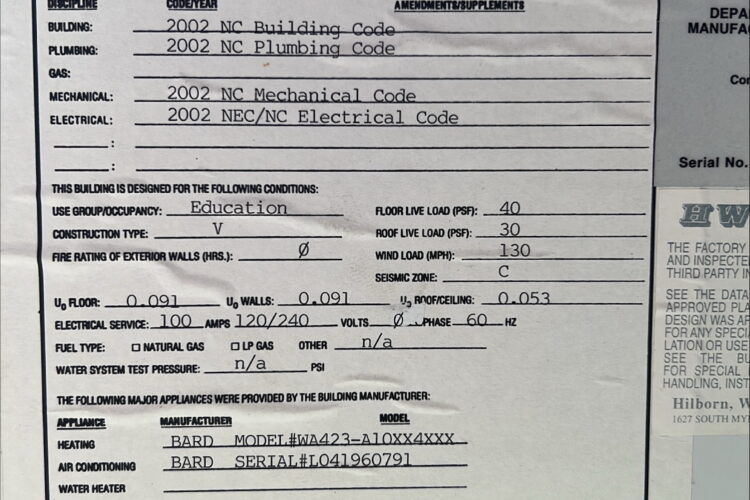 DISCIPLINE CODE/YEAR AMENDMENTS/SUPPLEMENTS
BUILDING: 2002 NC Building Code
PLUMBING: 2002 NC Plumbing Code
GAS:
MECHANICAL: 2002 NC Mechanical Code
ELECTRICAL: 2002 NEC/NC Electrical Code
:
:
THIS BUILDING IS DESIGNED FOR THE FOLLOWING CONDITIONS:
USE GROUP/OCCUPANCY: Education FLOOR LIVE LOAD (PSF): 40
CONSTRUCTION TYPE: V ROOF LIVE LOAD (PSF): 30
FIRE RATING OF EXTERIOR WALLS (HRS.): Ø WIND LOAD (MPH): 130
SEISMIC ZONE: C
U₀ FLOOR: 0.091 U₀ WALLS: 0.091 U₀ ROOF/CEILING: 0.053
ELECTRICAL SERVICE: 100 AMPS 120/240 VOLTS Ø PHASE 60 HZ
FUEL TYPE: ☐ NATURAL GAS ☐ LP GAS OTHER n/a
WATER SYSTEM TEST PRESSURE: n/a PSI
THE FOLLOWING MAJOR APPLIANCES WERE PROVIDED BY THE BUILDING MANUFACTURER:
APPLIANCE MANUFACTURER MODEL
HEATING BARD MODEL#WA423-A10XX4XXX
AIR CONDITIONING BARD SERIAL#L041960791
WATER HEATER
DEPA
MANUFAC
Con
Serial No.
HW
THE FACTORY
AND INSPECTE
THIRD PARTY IN
SEE THE DATA
APPROVED PLA
DESIGN WAS AP
FOR ANY SPECI
LATION OR USE
SEE THE BU
FOR SPECIAL
HANDLING, INST
Hilborn, W
1627 SOUTH MY